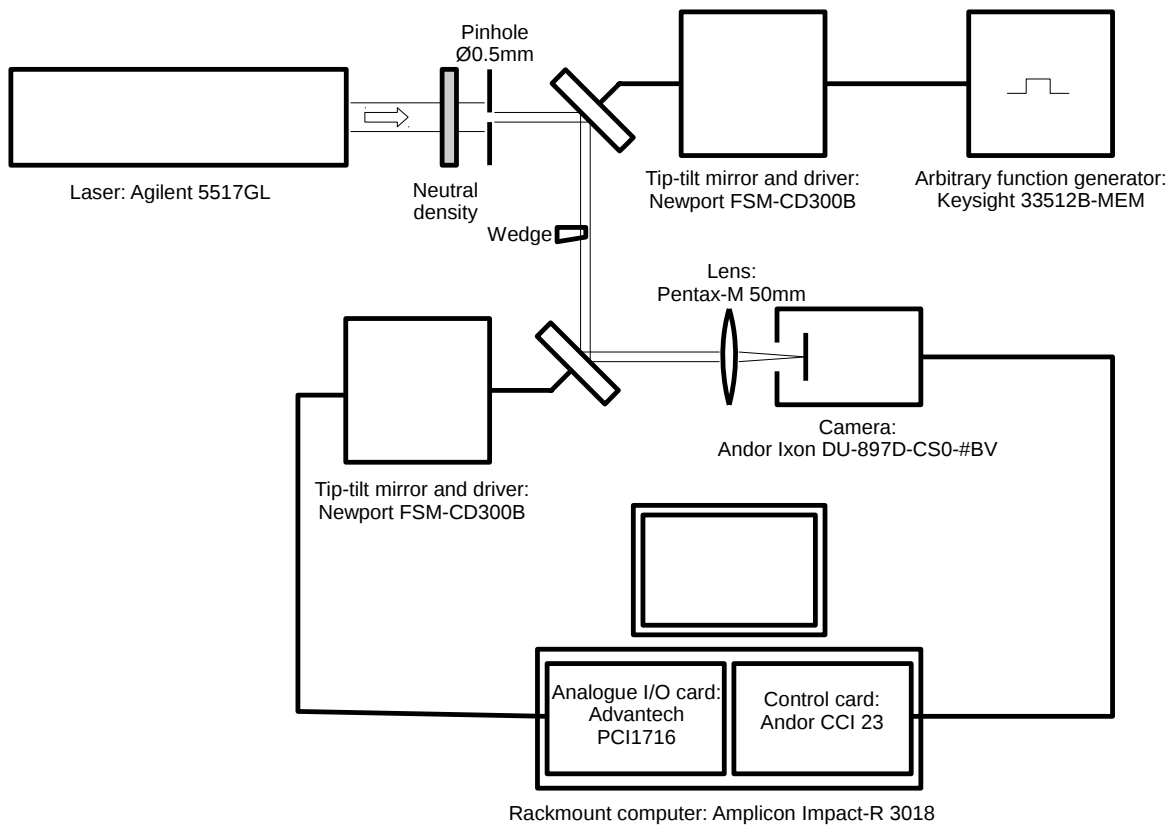 Pinhole
Ø0.5mm
Laser: Agilent 5517GL
Neutral
density
Tip-tilt mirror and driver:
Newport FSM-CD300B
Arbitrary function generator:
Keysight 33512B-MEM
Wedge
Lens:
Pentax-M 50mm
Camera:
Andor Ixon DU-897D-CS0-#BV
Tip-tilt mirror and driver:
Newport FSM-CD300B
Analogue I/O card:
Advantech
PCI1716
Control card:
Andor CCI 23
Rackmount computer: Amplicon Impact-R 3018